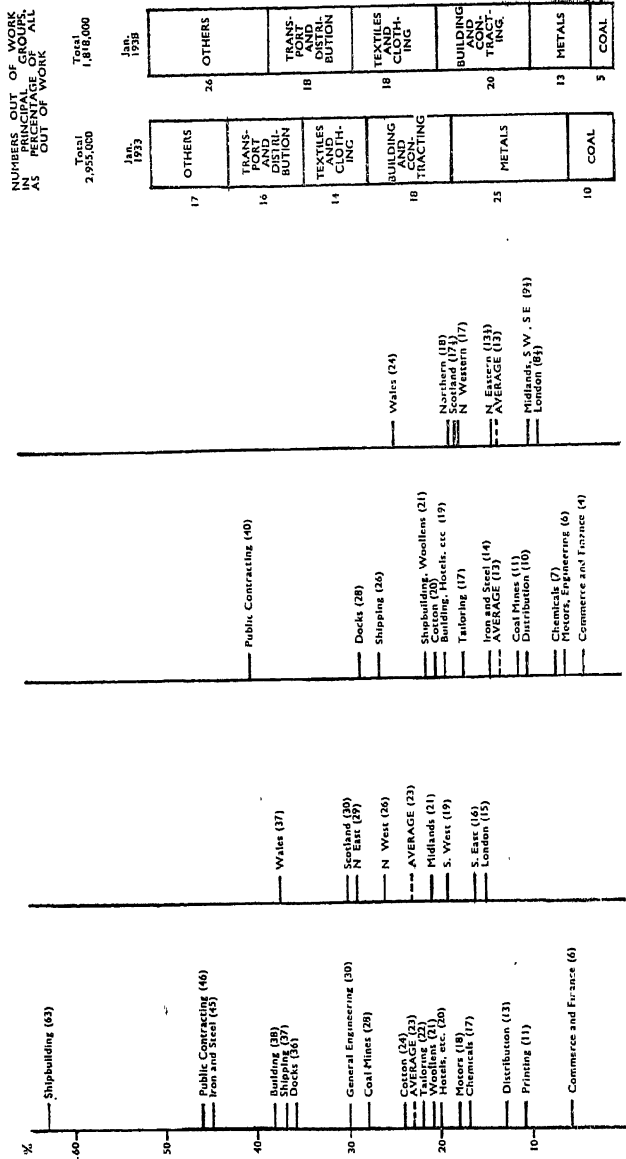 %
60
50
40
30
20
10
Shipbuilding (63)
Public Contracting (46)
Iron and Steel (45)
Building (38)
Shipping (37)
Docks (36)
General Engineering (30)
Coal Mines (28)
Cotton (24)
AVERAGE (23)
Tailoring (22)
Woollens (21)
Hotels, etc. (20)
Motors (18)
Chemicals (17)
Distribution (13)
Printing (11)
Commerce and Finance (6)
Wales (37)
Scotland (30)
N East (29)
N West (26)
AVERAGE (23)
Midlands (21)
S. West (19)
S. East (16)
London (15)
Public Contracting (40)
Docks (28)
Shipping (26)
Shipbuilding, Woollens (21)
Cotton (20)
Building, Hotels, etc (19)
Tailoring (17)
Iron and Steel (14)
AVERAGE (13)
Coal Mines (11)
Distribution (10)
Chemicals (7)
Motors, Engineering (6)
Commerce and Finance (4)
Wales (24)
Northern (18)
Scotland (17½)
N Western (17)
N Eastern (13½)
AVERAGE (13)
Midlands, S W, S E (9½)
London (8½)
NUMBERS OUT OF WORK
IN PRINCIPAL GROUPS,
AS PERCENTAGE OF ALL
OUT OF WORK
Total
2,955,000
Jan.
1933
17
OTHERS
16
TRANS-
PORT
AND
DISTRI-
BUTION
14
TEXTILES
AND
CLOTH-
ING
18
BUILDING
AND
CON-
TRACTING
25
METALS
10
COAL
Total
1,818,000
Jan.
1938
26
OTHERS
18
TRANS-
PORT
AND
DISTRI-
BUTION
18
TEXTILES
AND
CLOTH-
ING
20
BUILDING
AND
CON-
TRACT-
ING.
13
METALS
5
COAL